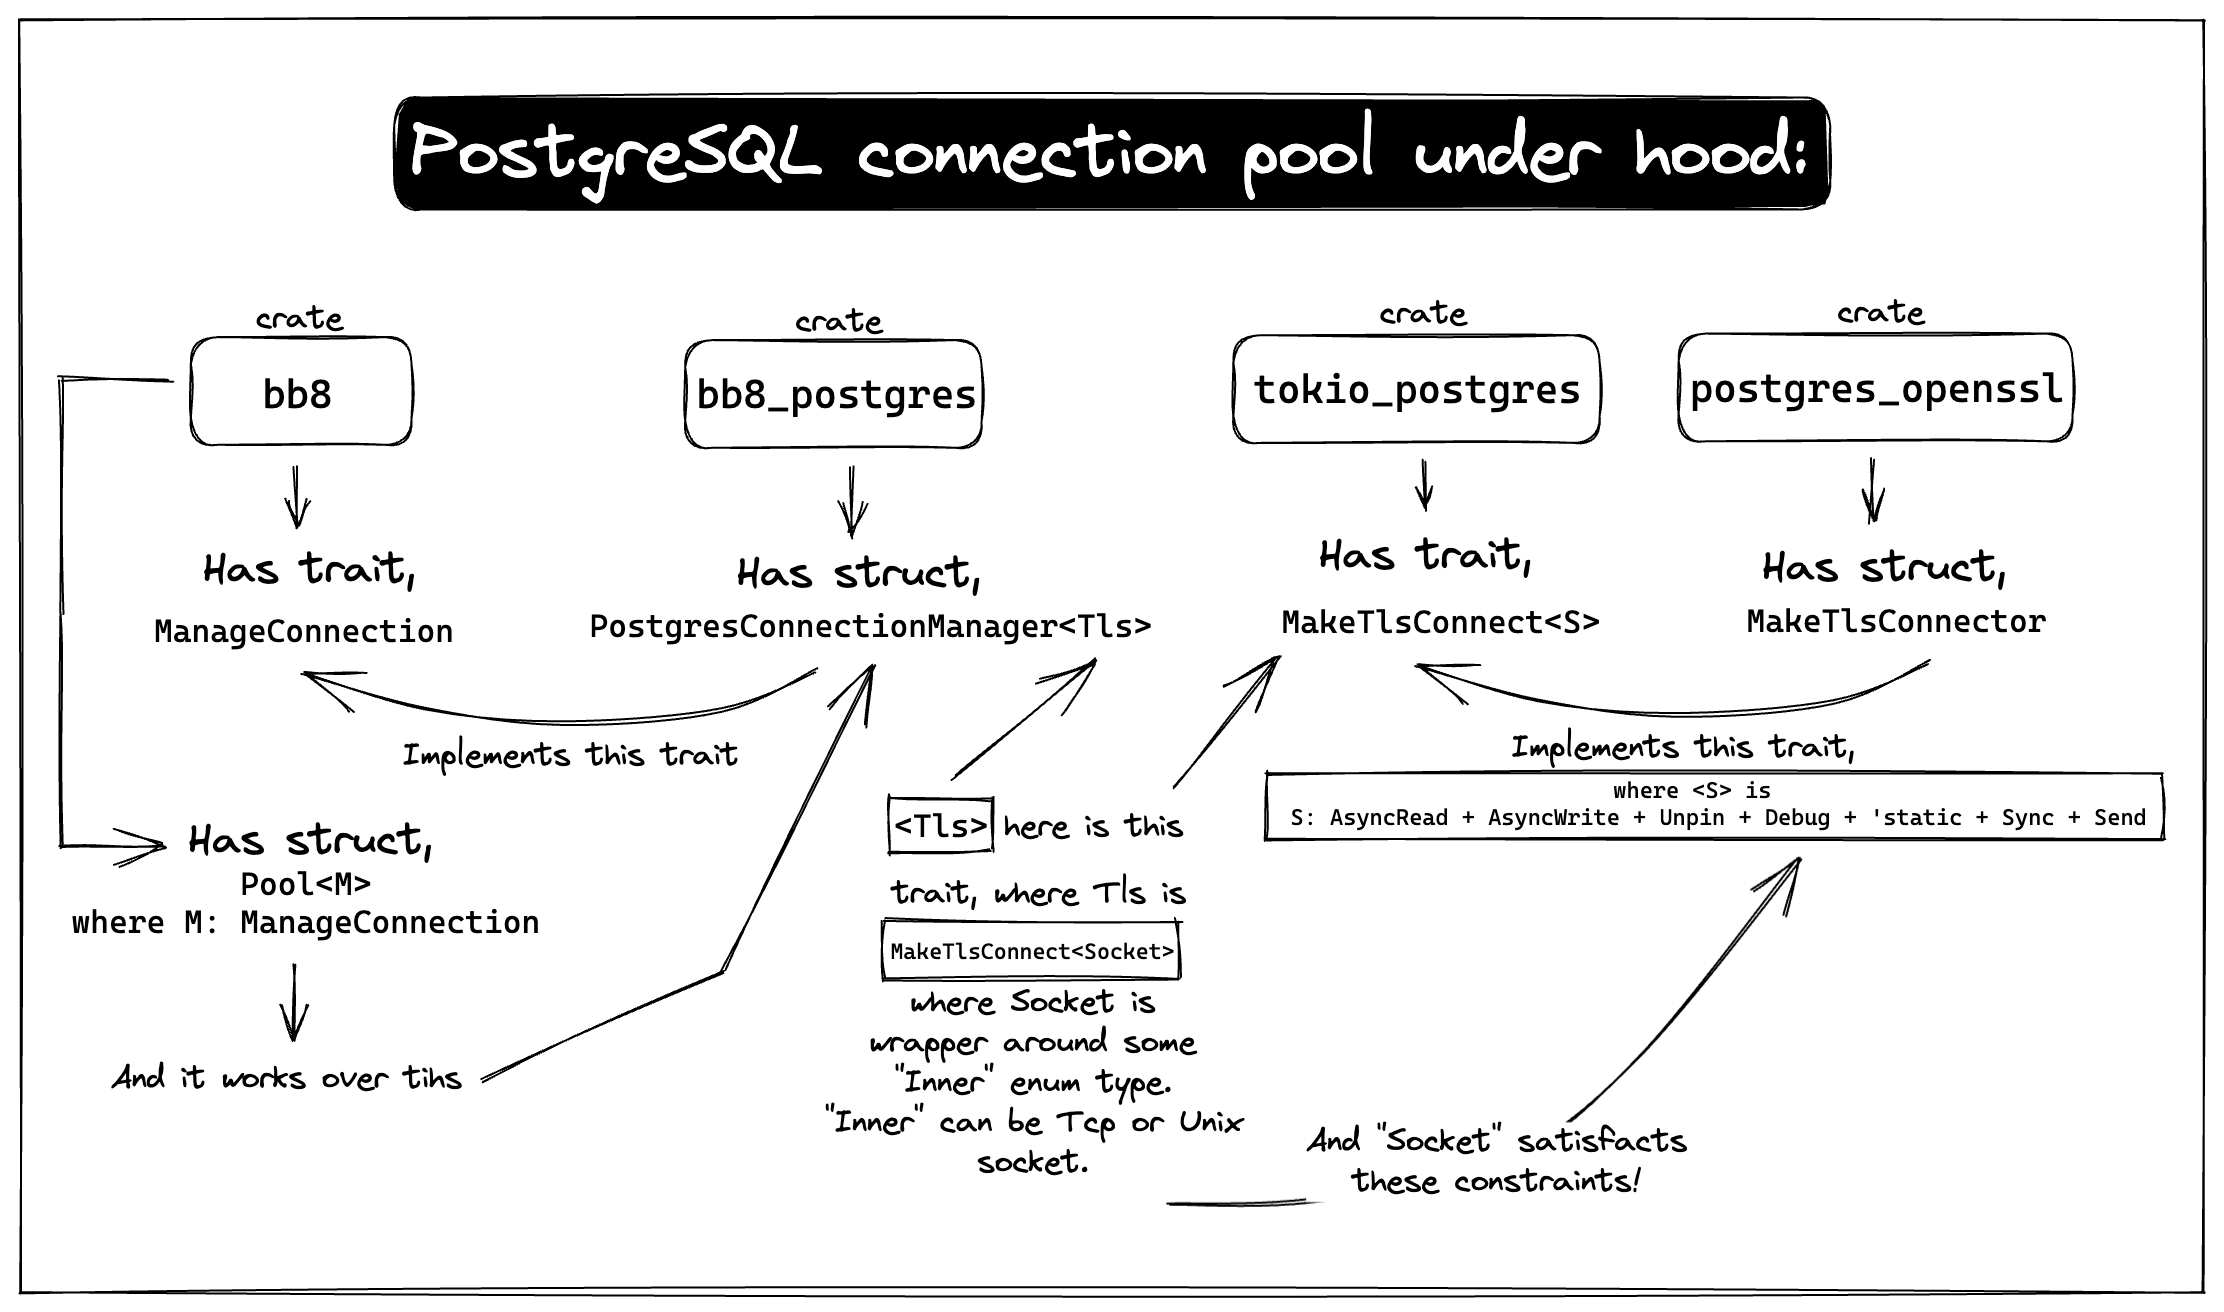 PostgreSQL connection pool under hood:
crate
bb8
Has trait,
ManageConnection
Implements this trait
Has struct,
Pool<M>
where M: ManageConnection
And it works over tihs
crate
bb8_postgres
Has struct,
PostgresConnectionManager<Tls>
<Tls> here is this
trait, where Tls is
MakeTlsConnect<Socket>
where Socket is
wrapper around some
"Inner" enum type.
"Inner" can be Tcp or Unix
socket.
crate
tokio_postgres
Has trait,
MakeTlsConnect<S>
crate
postgres_openssl
Has struct,
MakeTlsConnector
Implements this trait,
where <S> is
S: AsyncRead + AsyncWrite + Unpin + Debug + 'static + Sync + Send
And "Socket" satisfacts
these constraints!